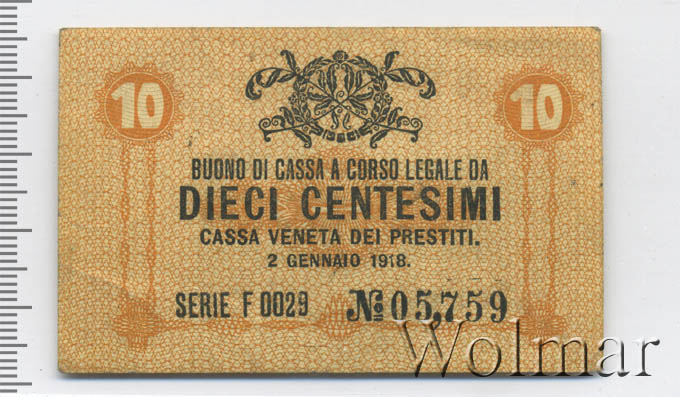 10 10
BUONO DI CASSA A CORSO LEGALE DA
DIECI CENTESIMI
CASSA VENETA DEI PRESTITI.
2 GENNAIO 1918.
SERIE F 0029 № 05,759
Wolmar